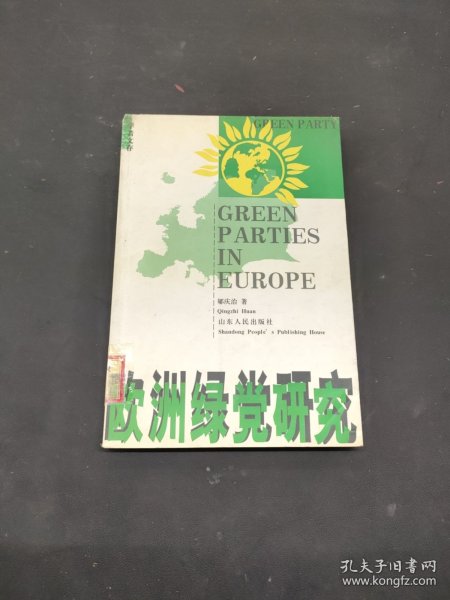 GREEN PARTY
GREEN
PARTIES
IN
EUROPE
郇庆治 著
Qingzhi Huan
山东人民出版社
Shandong People's Publishing House
欧洲绿党研究
孔夫子旧书网
www.kongfz.com